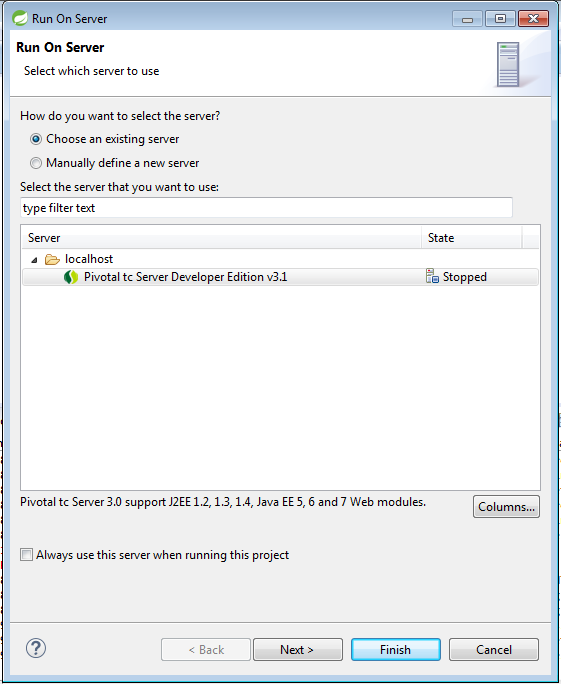 Run On Server
Run On Server
Select which server to use
How do you want to select the server?
Choose an existing server
Manually define a new server
Select the server that you want to use:
type filter text
Server State
localhost
Pivotal tc Server Developer Edition v3.1 Stopped
Pivotal tc Server 3.0 support J2EE 1.2, 1.3, 1.4, Java EE 5, 6 and 7 Web modules.
Columns...
Always use this server when running this project
? < Back Next > Finish Cancel